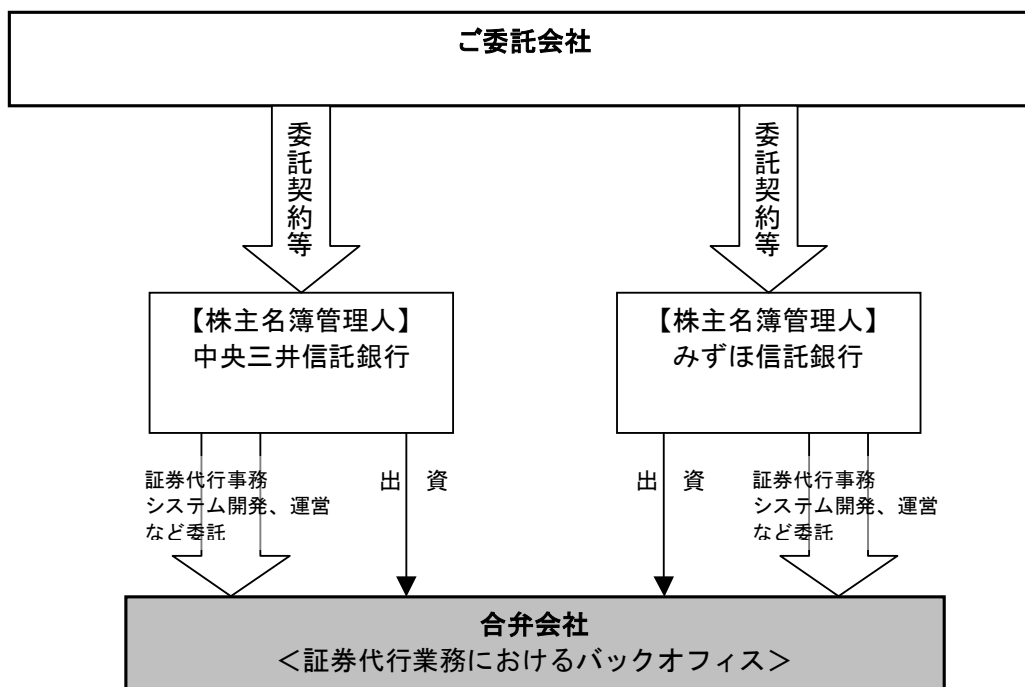 ご委託会社
委託契約等
委託契約等
【株主名簿管理人】
中央三井信託銀行
【株主名簿管理人】
みずほ信託銀行
証券代行事務
システム開発、運営
など委託
出 資
出 資
証券代行事務
システム開発、運営
など委託
合弁会社
＜証券代行業務におけるバックオフィス＞